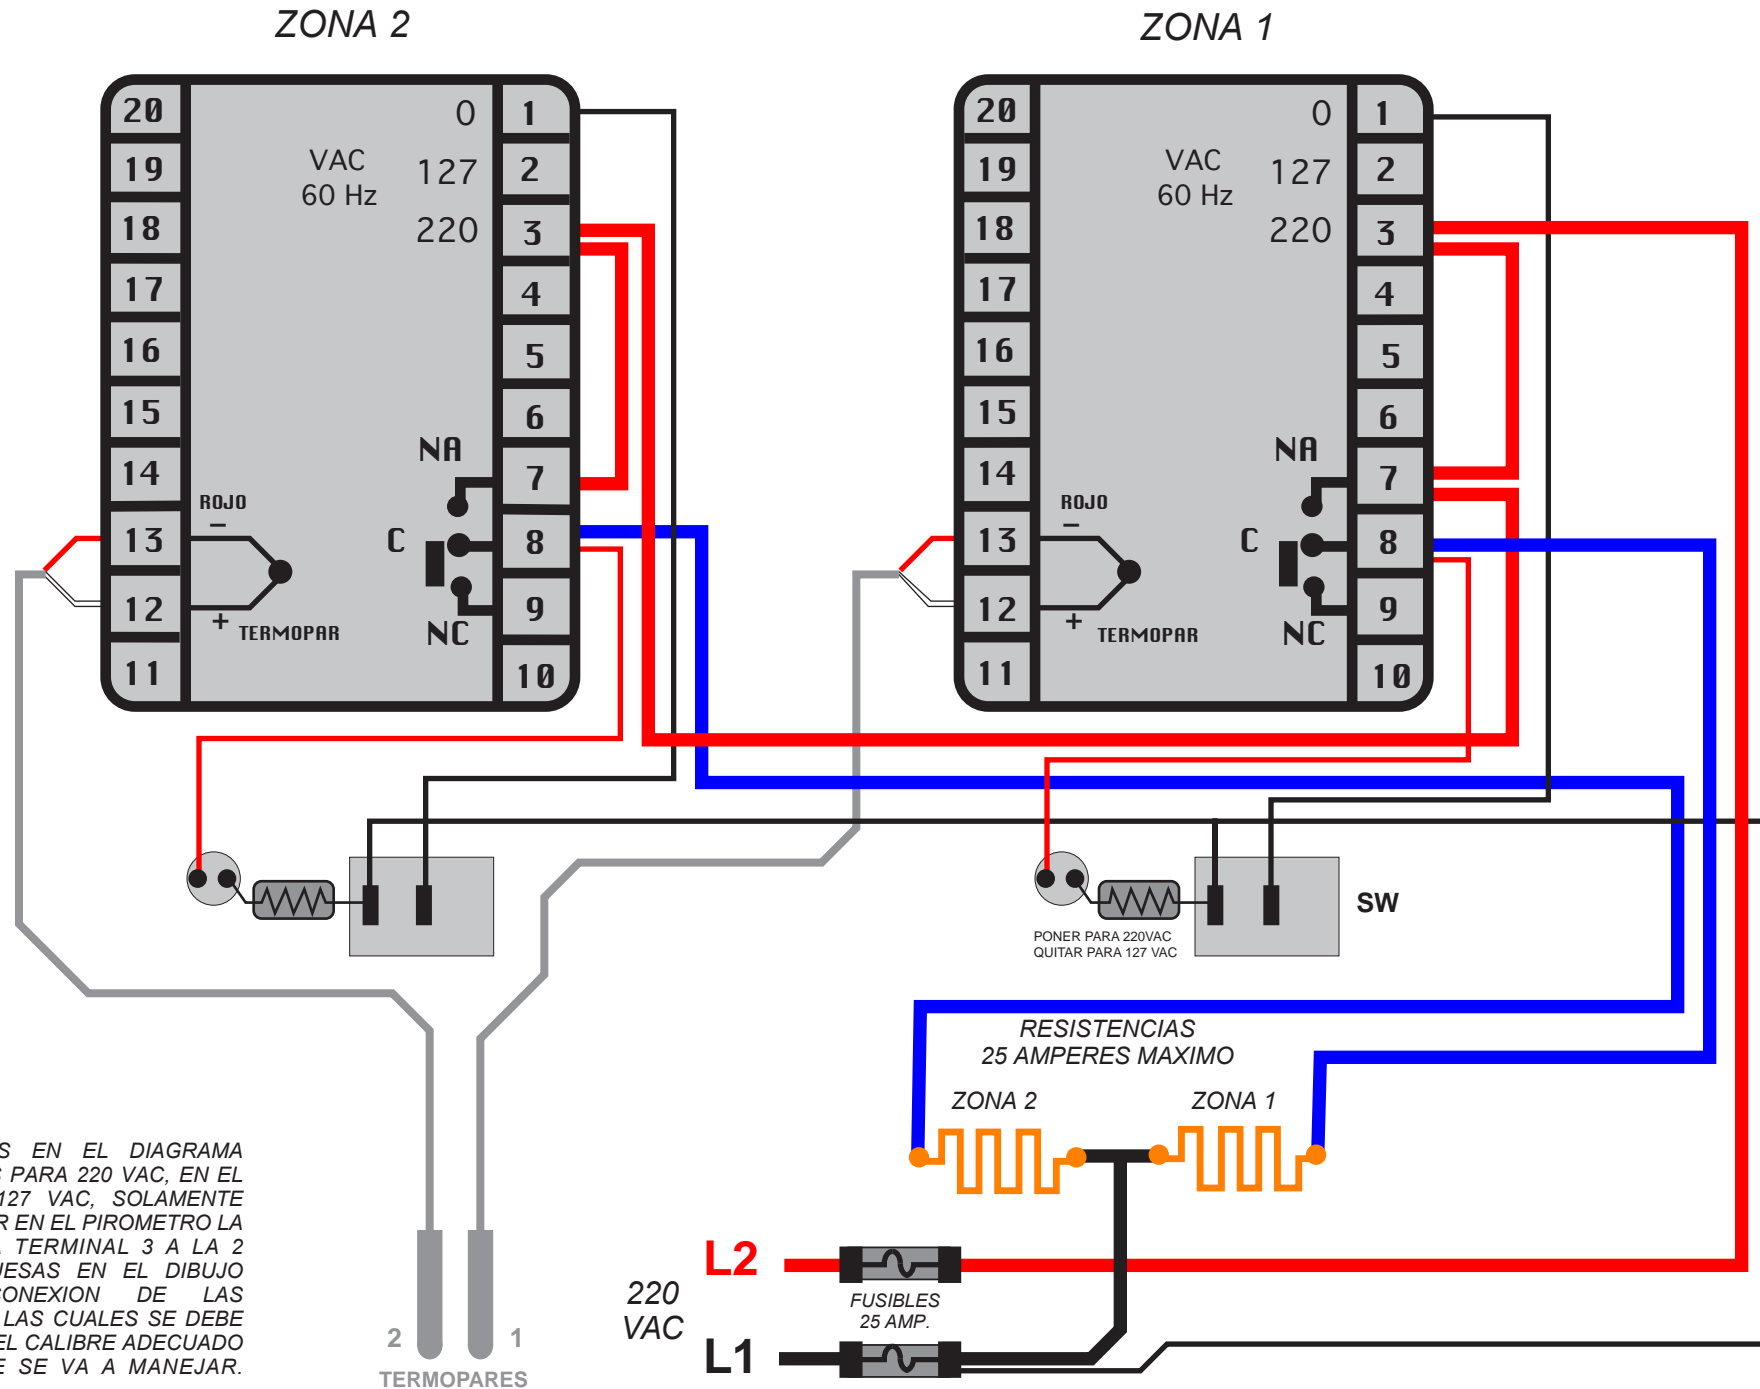 ZONA 2
ZONA 1
20
19
18
17
16
15
14
13
12
11
0
VAC
60 Hz
127
220
NA
C
NC
ROJO
−
+
TERMOPAR
1
2
3
4
5
6
7
8
9
10
20
19
18
17
16
15
14
13
12
11
0
VAC
60 Hz
127
220
NA
C
NC
ROJO
−
+
TERMOPAR
1
2
3
4
5
6
7
8
9
10
SW
PONER PARA 220VAC
QUITAR PARA 127 VAC
RESISTENCIAS
25 AMPERES MAXIMO
ZONA 2
ZONA 1
S EN EL DIAGRAMA
PARA 220 VAC, EN EL
127 VAC, SOLAMENTE
R EN EL PIROMETRO LA
TERMINAL 3 A LA 2
UESAS EN EL DIBUJO
CONEXION DE LAS
LAS CUALES SE DEBE
EL CALIBRE ADECUADO
E SE VA A MANEJAR.
2
1
TERMOPARES
220
VAC
L2
FUSIBLES
25 AMP.
L1